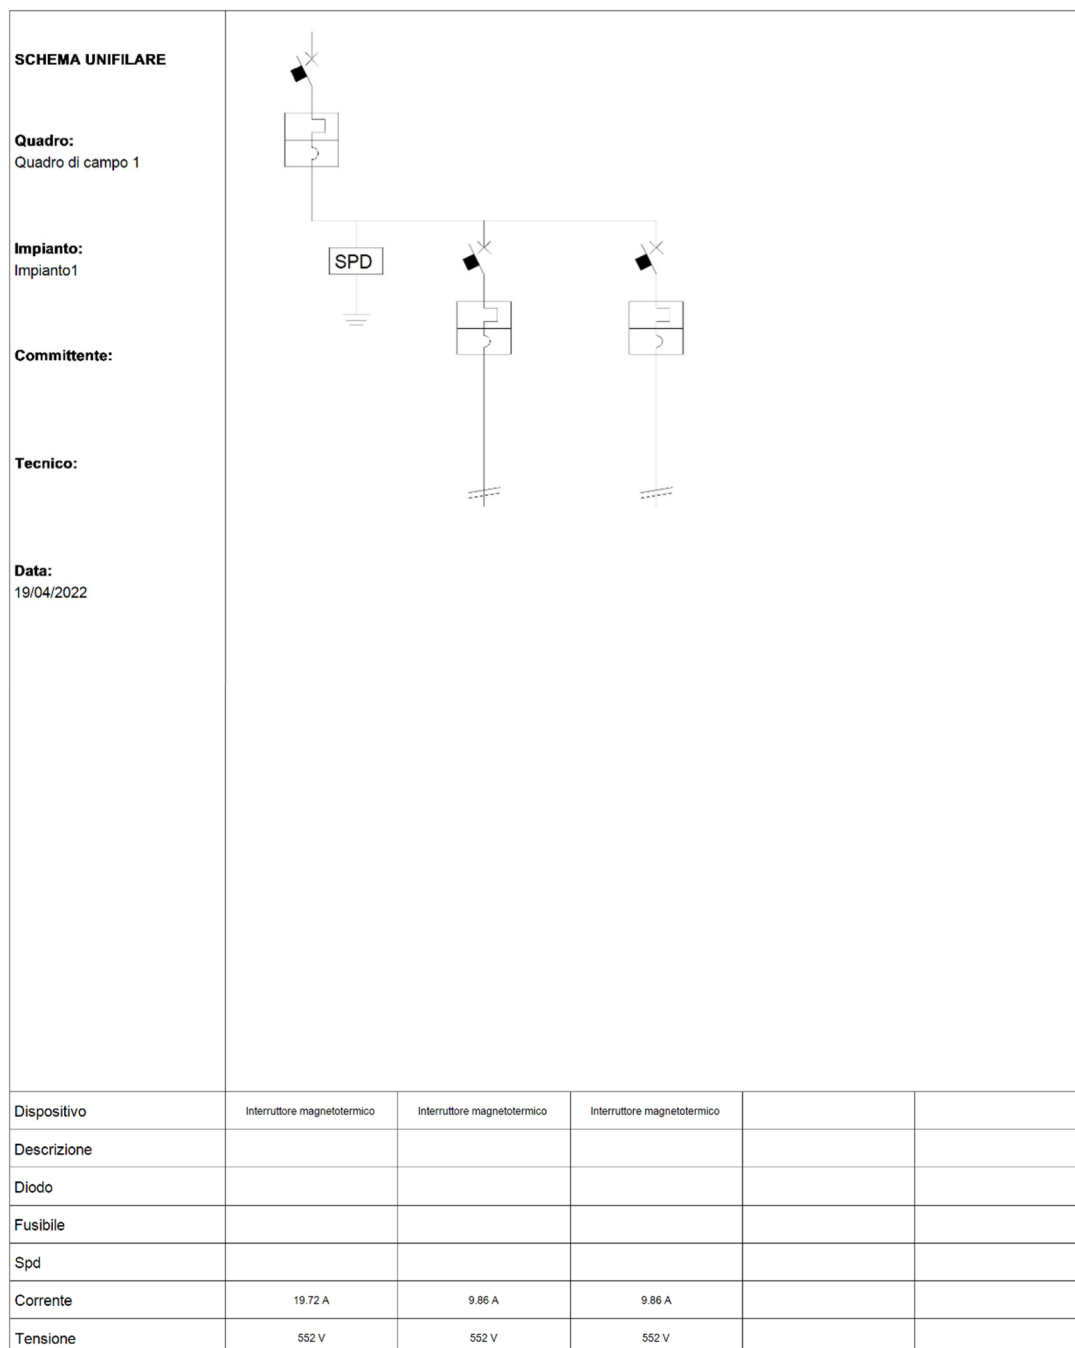 SCHEMA UNIFILARE
Quadro:
Quadro di campo 1
Impianto:
Impianto1
Committente:
Tecnico:
Data:
19/04/2022
SPD
Dispositivo Interruttore magnetotermico Interruttore magnetotermico Interruttore magnetotermico
Descrizione
Diodo
Fusibile
Spd
Corrente 19.72 A 9.86 A 9.86 A
Tensione 552 V 552 V 552 V